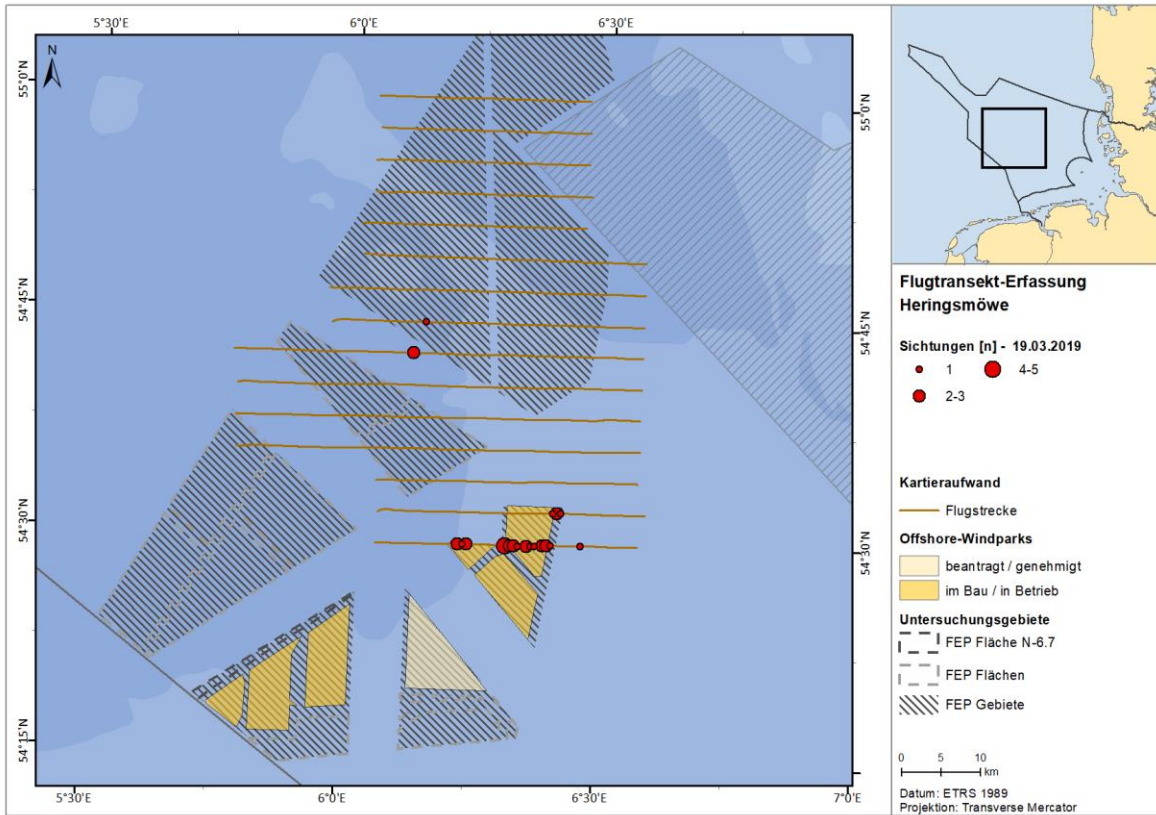 5°30'E
6°0'E
6°30'E
N
55°0'N
55°0'N
54°45'N
54°45'N
54°30'N
54°30'N
54°15'N
5°30'E
6°0'E
6°30'E
7°0'E
Flugtransekt-Erfassung
Heringsmöwe
Sichtungen [n] - 19.03.2019
1
4-5
2-3
Kartieraufwand
Flugstrecke
Offshore-Windparks
beantragt / genehmigt
im Bau / in Betrieb
Untersuchungsgebiete
FEP Fläche N-6.7
FEP Flächen
FEP Gebiete
0 5 10
km
Datum: ETRS 1989
Projektion: Transverse Mercator